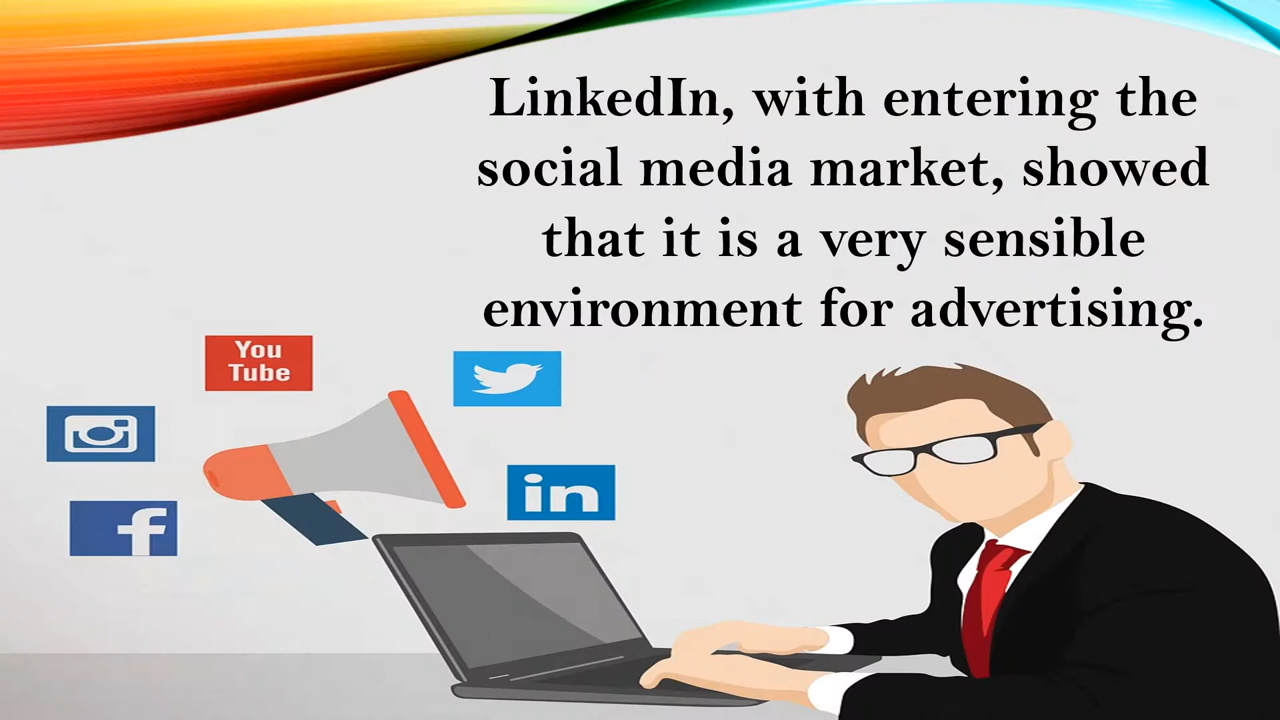 LinkedIn, with entering the
social media market, showed
that it is a very sensible
environment for advertising.
You
Tube
in
f